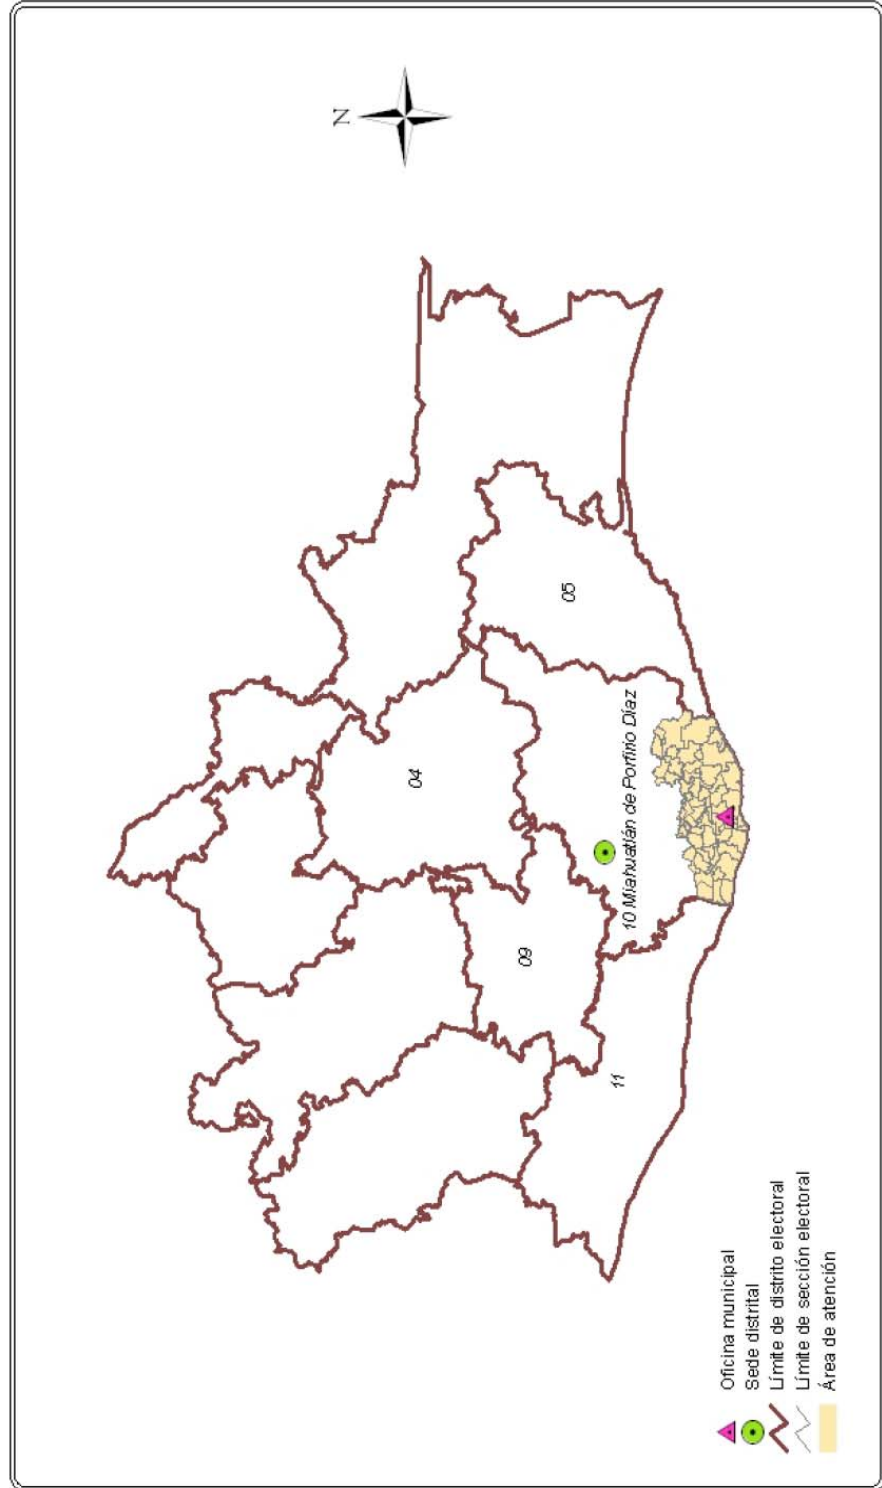 N
04
05
09
10 Miahuatlán de Porfirio Díaz
11
Oficina municipal
Sede distrital
Límite de distrito electoral
Límite de sección electoral
Área de atención